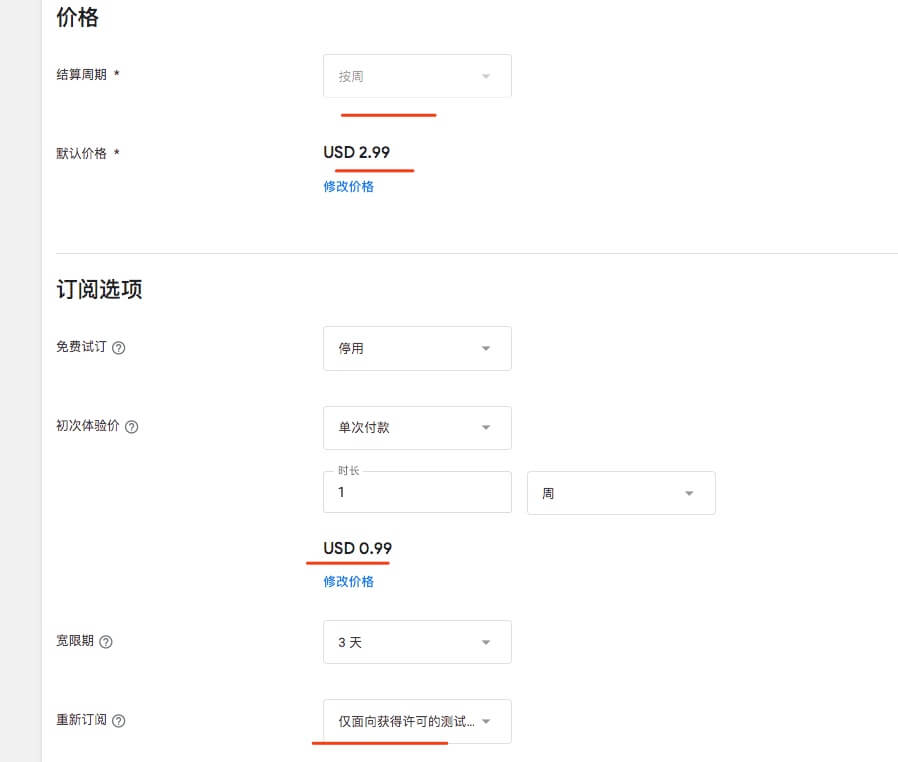 价格
结算周期 *
按周
默认价格 *
USD 2.99
修改价格
订阅选项
免费试订
停用
初次体验价
单次付款
时长
1
周
USD 0.99
修改价格
宽限期
3 天
重新订阅
仅面向获得许可的测试...